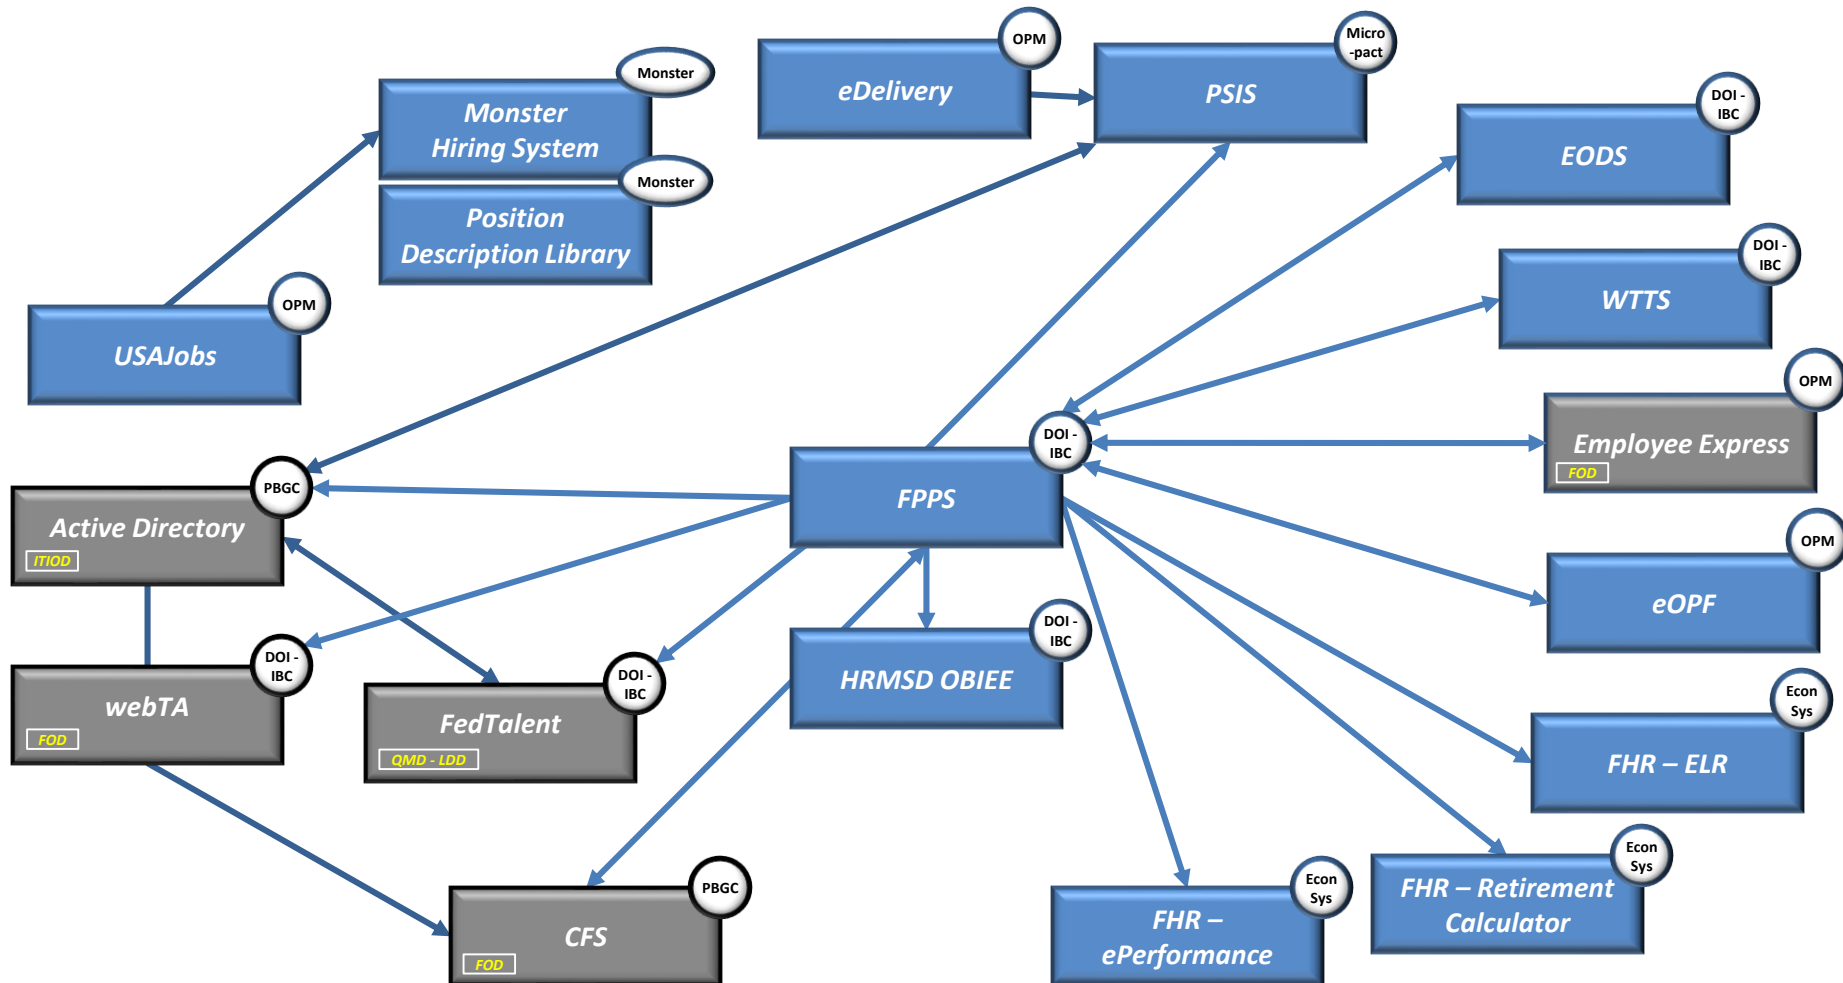 OPM
eDelivery
Micro
-pact
PSIS
Monster
Monster
Hiring System
Monster
Position
Description Library
DOI -
IBC
EODS
DOI -
IBC
WTTS
OPM
USAJobs
OPM
Employee Express
FOD
DOI -
IBC
FPPS
PBGC
Active Directory
ITIOD
OPM
eOPF
DOI -
IBC
webTA
FOD
DOI -
IBC
FedTalent
QMD - LDD
DOI -
IBC
HRMSD OBIEE
Econ
Sys
FHR – ELR
PBGC
CFS
FOD
Econ
Sys
FHR –
ePerformance
Econ
Sys
FHR – Retirement
Calculator